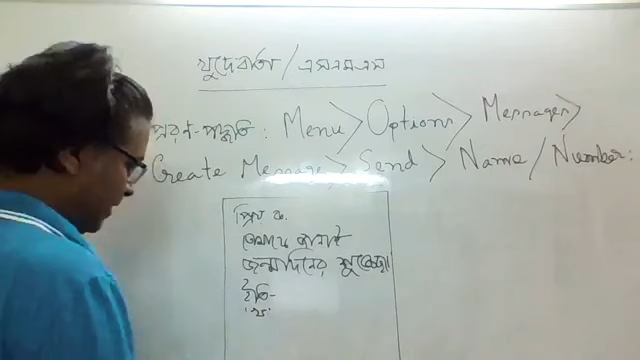 খুদেবার্তা / এসএমএস
প্রেরণ-পদ্ধতি : Menu > Options > Messages >
Create Message > Send > Name / Number:
প্রিয় ক,
তোমাকে জানাই
জন্মদিনের শুভেচ্ছা
ইতি-
'খ'